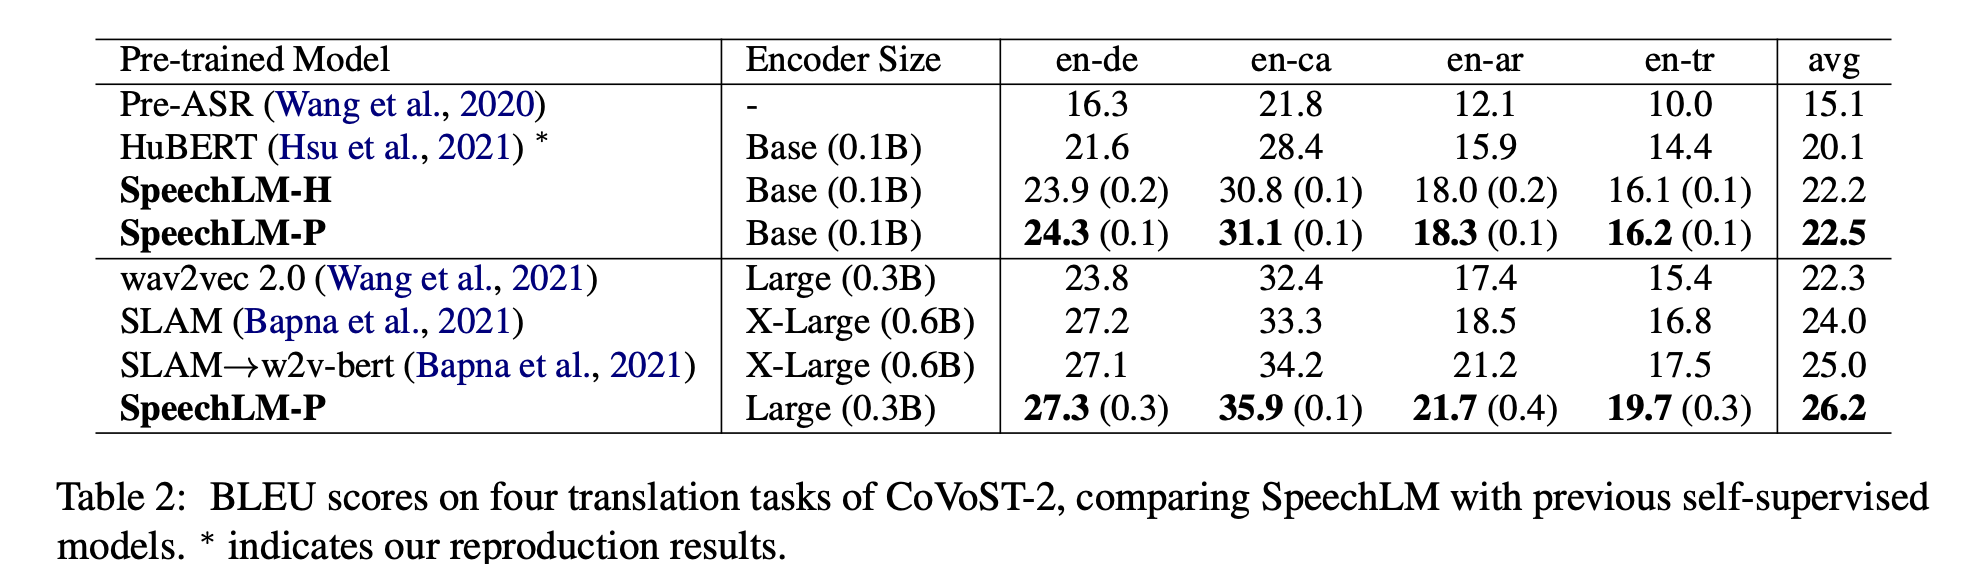 Pre-trained Model Encoder Size en-de en-ca en-ar en-tr avg
Pre-ASR (Wang et al., 2020) - 16.3 21.8 12.1 10.0 15.1
HuBERT (Hsu et al., 2021) * Base (0.1B) 21.6 28.4 15.9 14.4 20.1
SpeechLM-H Base (0.1B) 23.9 (0.2) 30.8 (0.1) 18.0 (0.2) 16.1 (0.1) 22.2
SpeechLM-P Base (0.1B) 24.3 (0.1) 31.1 (0.1) 18.3 (0.1) 16.2 (0.1) 22.5
wav2vec 2.0 (Wang et al., 2021) Large (0.3B) 23.8 32.4 17.4 15.4 22.3
SLAM (Bapna et al., 2021) X-Large (0.6B) 27.2 33.3 18.5 16.8 24.0
SLAM→w2v-bert (Bapna et al., 2021) X-Large (0.6B) 27.1 34.2 21.2 17.5 25.0
SpeechLM-P Large (0.3B) 27.3 (0.3) 35.9 (0.1) 21.7 (0.4) 19.7 (0.3) 26.2
Table 2: BLEU scores on four translation tasks of CoVoST-2, comparing SpeechLM with previous self-supervised
models. * indicates our reproduction results.